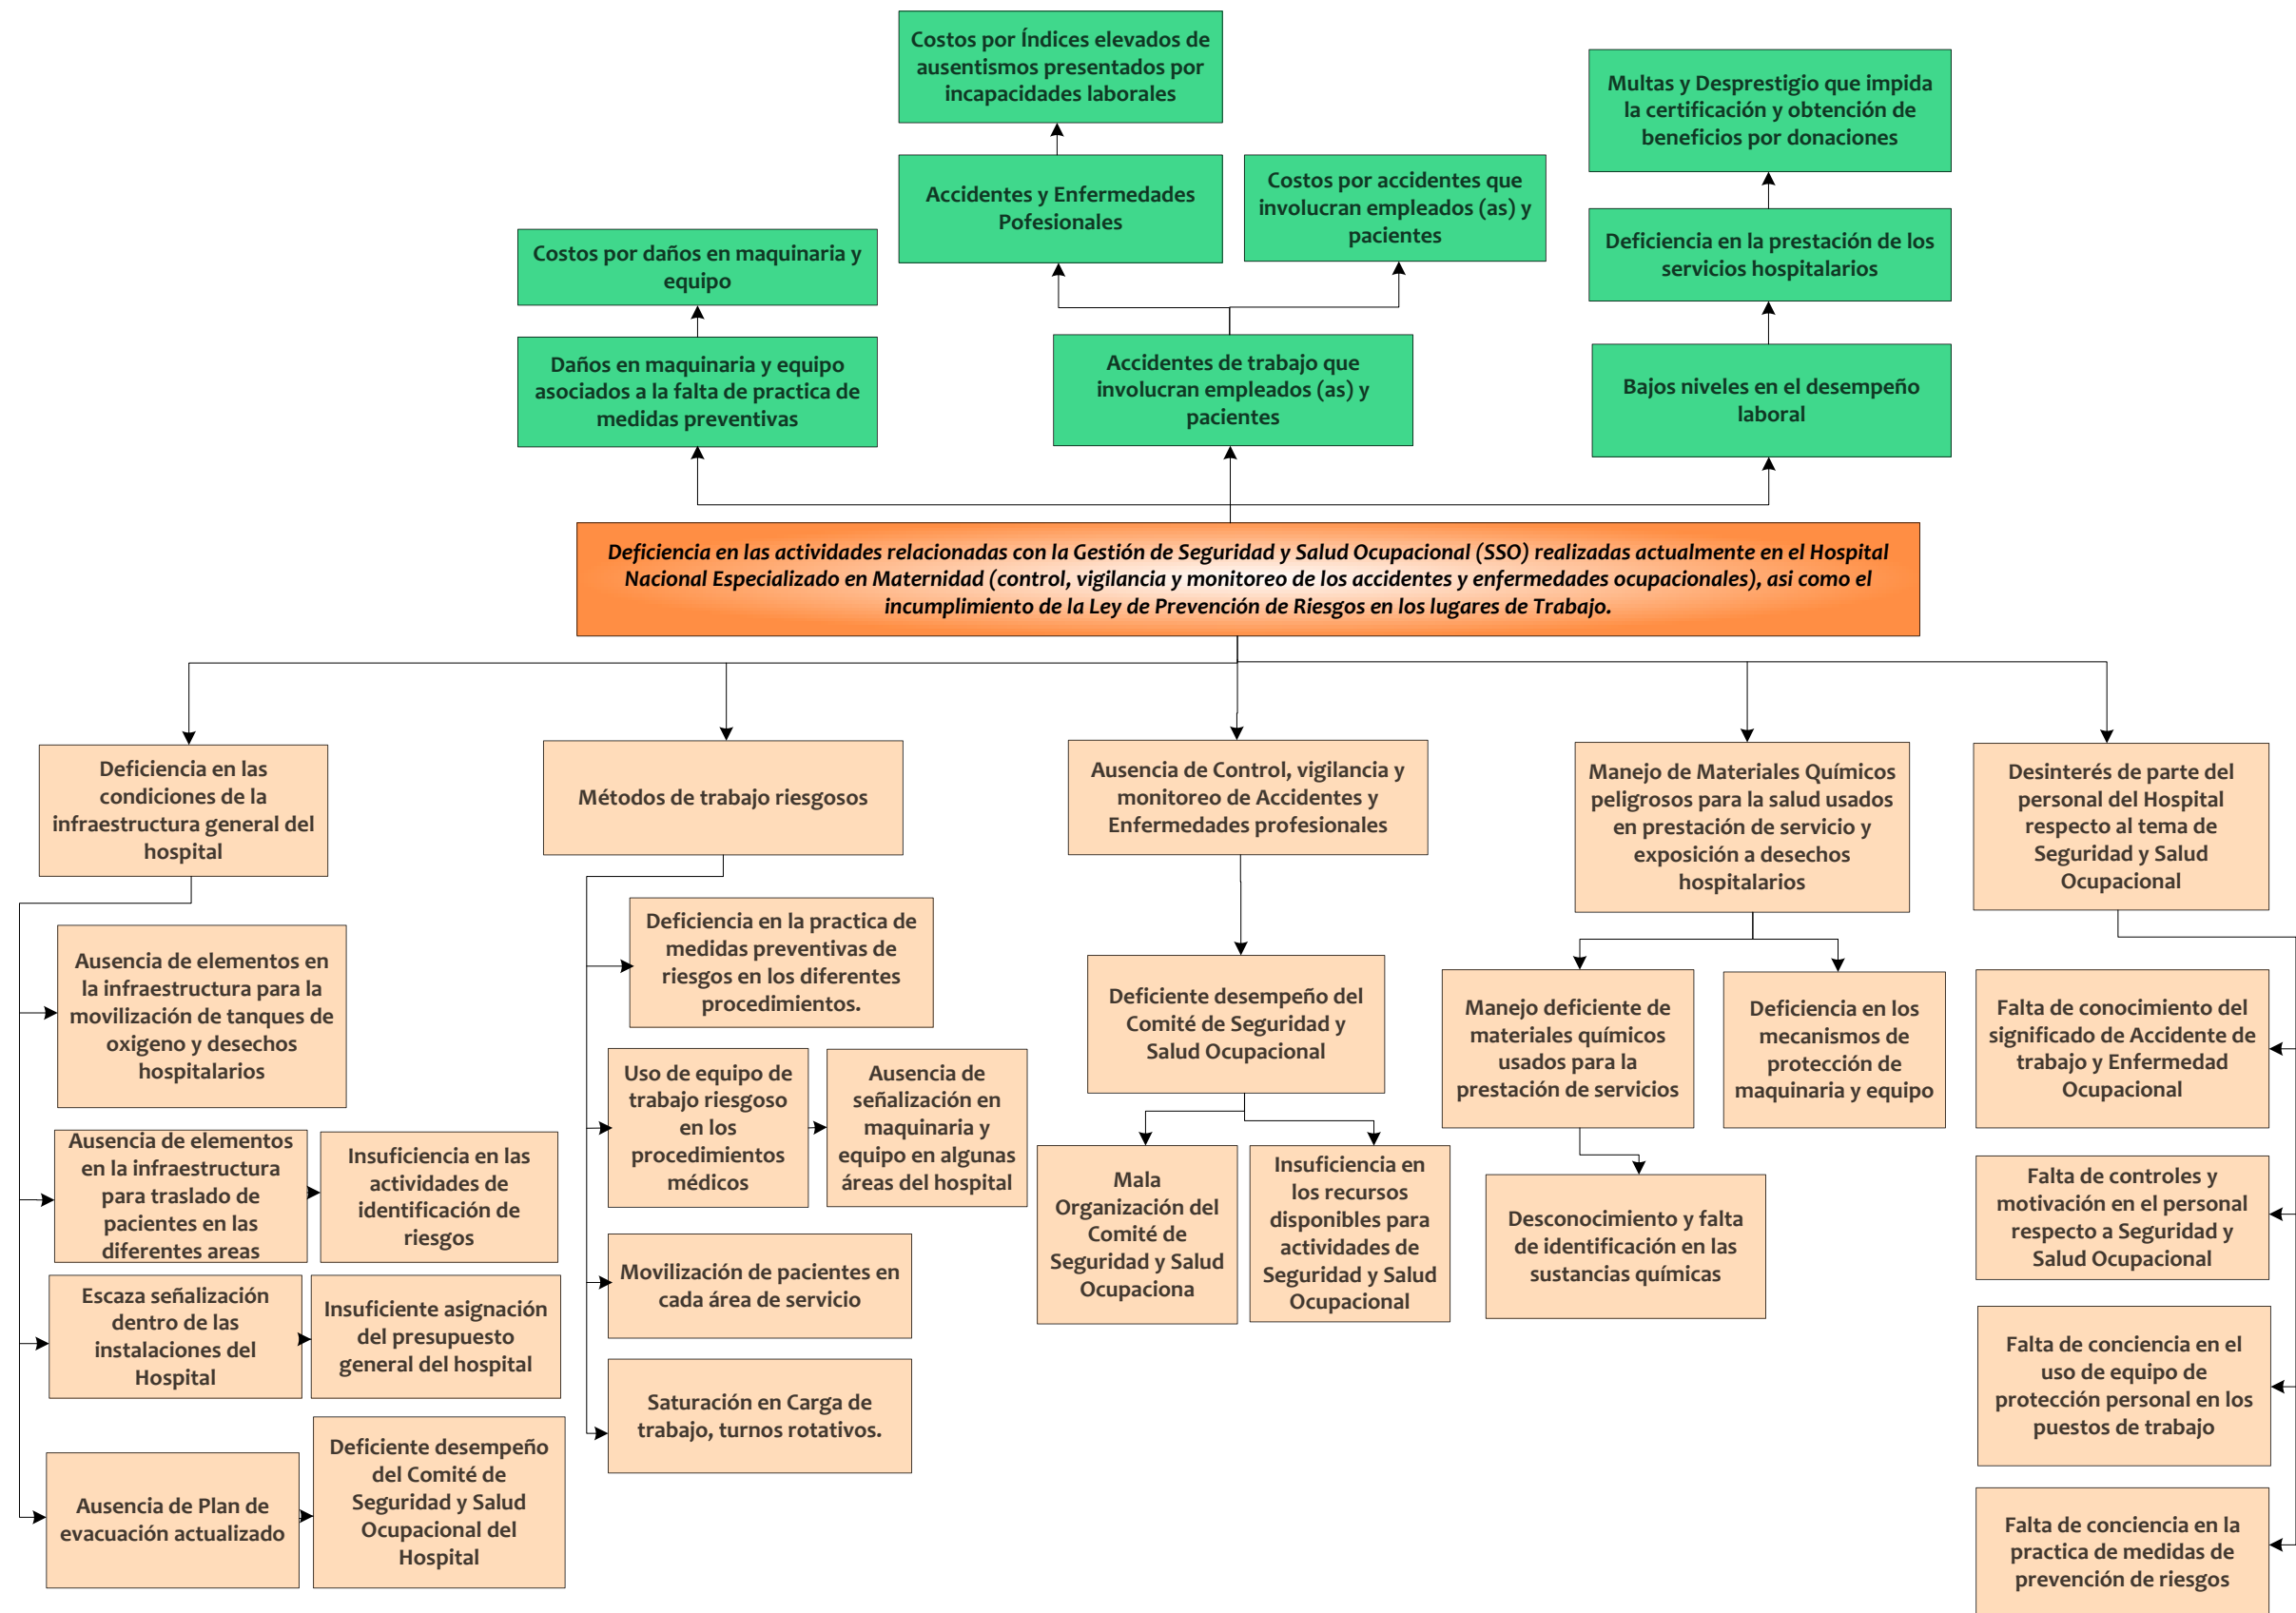 Costos por Índices elevados de
ausentismos presentado por
incapacidades laborales
Multas y Desprestigio que impida
la certificación y obtención de
beneficios por donaciones
Accidentes y Enfermedades
Pofesionales
Costos por accidentes que
involucran empleados (as) y
pacientes
Deficiencia en la prestación de los
servicios hospitalarios
Costos por daños en maquinaria y
equipo
Daños en maquinaria y equipo
asociados a la falta de practica de
medidas preventivas
Accidentes de trabajo que
involucran empleados (as) y
pacientes
Bajos niveles en el desempeño
laboral
Deficiencia en las actividades relacionadas con la Gestión de Seguridad y Salud Ocupacional (SSO) realizadas actualmente en el Hospital
Nacional Especializado en Maternidad (control, vigilancia y monitoreo de los accidentes y enfermedades ocupacionales), asi como el
incumplimiento de la Ley de Prevención de Riesgos en los lugares de Trabajo.
Deficiencia en las
condiciones de la
infraestructura general del
hospital
Métodos de trabajo riesgosos
Ausencia de Control, vigilancia y
monitoreo de Accidentes y
Enfermedades profesionales
Manejo de Materiales Químicos
peligrosos para la salud usados
en prestación de servicio y
exposición a desechos
hospitalarios
Desinterés de parte del
personal del Hospital
respecto al tema de
Seguridad y Salud
Ocupacional
Ausencia de elementos en
la infraestructura para la
movilización de tanques de
oxigeno y desechos
hospitalarios
Ausencia de elementos
en la infraestructura
para traslado de
pacientes en las
diferentes areas
Insuficiencia en las
actividades de
identificación de
riesgos
Escaza señalización
dentro de las
instalaciones del
Hospital
Insuficiente asignación
del presupuesto
general del hospital
Ausencia de Plan de
evacuación actualizado
Deficiente desempeño
del Comité de
Seguridad y Salud
Ocupacional del
Hospital
Deficiencia en la practica de
medidas preventivas de
riesgos en los diferentes
procedimientos.
Uso de equipo de
trabajo riesgoso
en los
procedimientos
médicos
Ausencia de
señalización en
maquinaria y
equipo en algunas
áreas del hospital
Movilización de pacientes en
cada área de servicio
Saturación en Carga de
trabajo, turnos rotativos.
Deficiente desempeño del
Comité de Seguridad y
Salud Ocupacional
Mala
Organización del
Comité de
Seguridad y Salud
Ocupaciona
Insuficiencia en
los recursos
disponibles para
actividades de
Seguridad y Salud
Ocupacional
Manejo deficiente de
materiales químicos
usados para la
prestación de servicios
Deficiencia en los
mecanismos de
protección de
maquinaria y equipo
Desconocimiento y falta
de identificación en las
sustancias químicas
Falta de conocimiento del
significado de Accidente de
trabajo y Enfermedad
Ocupacional
Falta de controles y
motivación en el personal
respecto a Seguridad y
Salud Ocupacional
Falta de conciencia en el
uso de equipo de
protección personal en los
puestos de trabajo
Falta de conciencia en la
practica de medidas de
prevención de riesgos